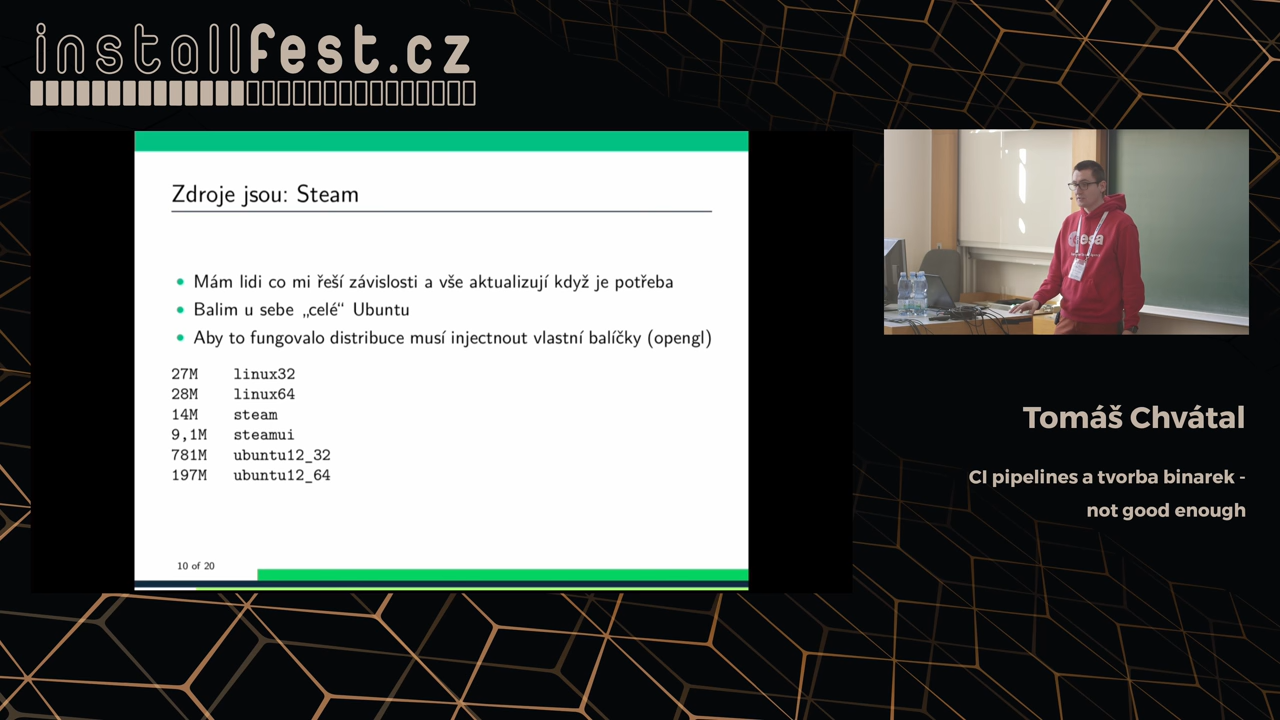 installfest.cz
Zdroje jsou: Steam
Mám lidi co mi řeší závislosti a vše aktualizují když je potřeba
Balim u sebe „celé“ Ubuntu
Aby to fungovalo distribuce musí injectnout vlastní balíčky (opengl)
27M linux32
28M linux64
14M steam
9,1M steamui
781M ubuntu12_32
197M ubuntu12_64
10 of 20
esa
Tomáš Chvátal
CI pipelines a tvorba binarek -
not good enough